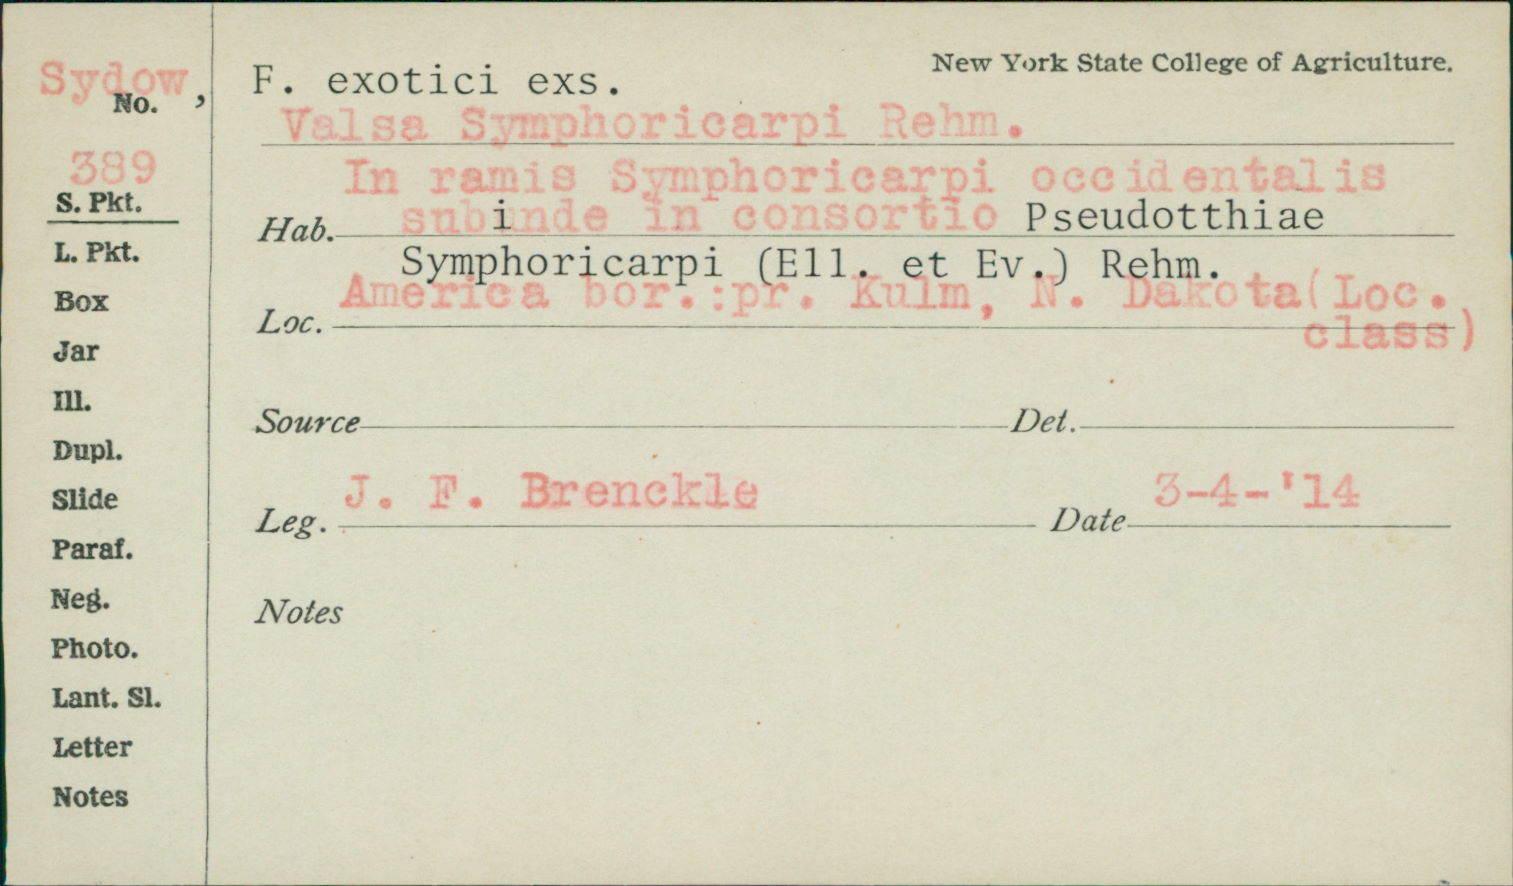 New York State College of Agriculture.
Sydow, F. exotici exs.
No.
Valsa Symphoricarpi Rehm.
389
In ramis Symphoricarpi occidentalis
S. Pkt.
Hab. subinde in consortio Pseudotthiae
Symphoricarpi (Ell. et Ev.) Rehm.
L. Pkt.
Box
Loc. America bor.:pr. Kulm, N. Dakota(Loc.
class)
Jar
Ill.
Source Det.
Dupl.
Slide
Leg. J. F. Brenckle Date 3-4-'14
Paraf.
Neg.
Notes
Photo.
Lant. Sl.
Letter
Notes